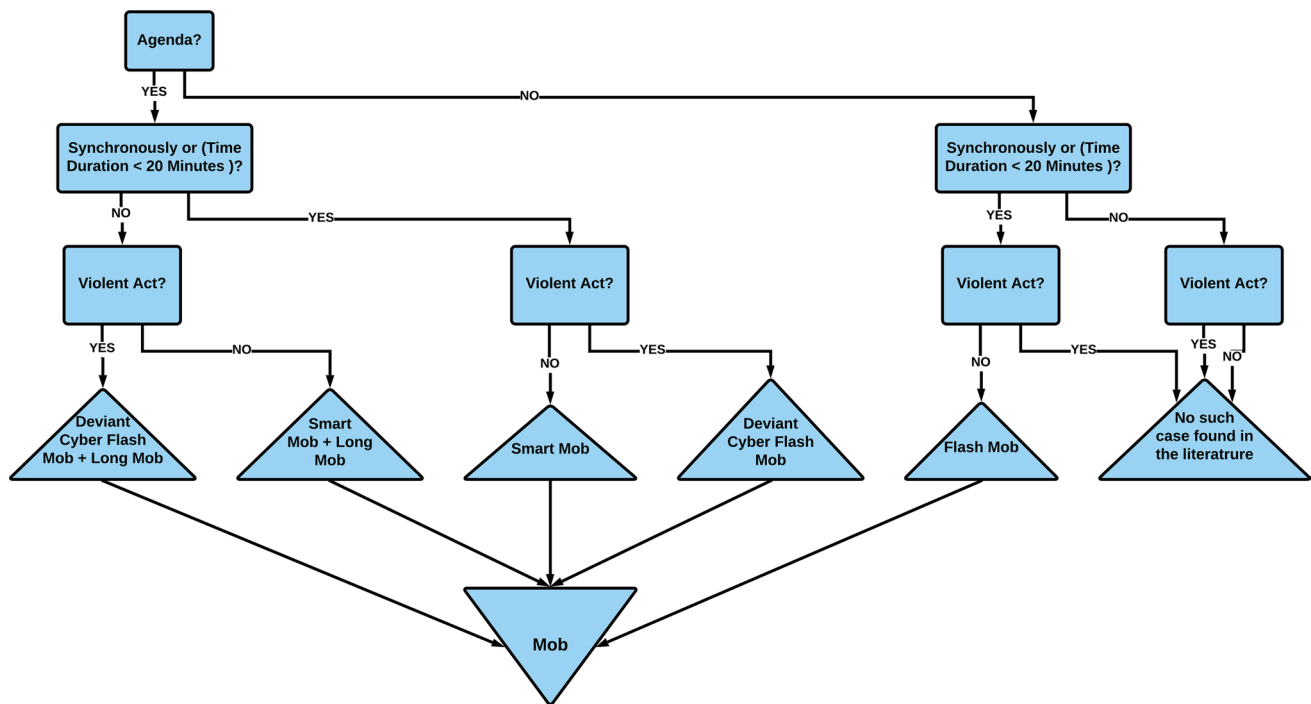 Agenda?
YES
NO
Synchronously or (Time
Duration < 20 Minutes )?
Synchronously or (Time
Duration < 20 Minutes )?
NO
YES
YES
NO
Violent Act?
Violent Act?
Violent Act?
Violent Act?
YES
NO
NO
YES
NO
YES
YES
NO
Deviant
Cyber Flash
Mob + Long Mob
Smart
Mob + Long
Mob
Smart Mob
Deviant
Cyber Flash
Mob
Flash Mob
No such
case found in
the literatrure
Mob